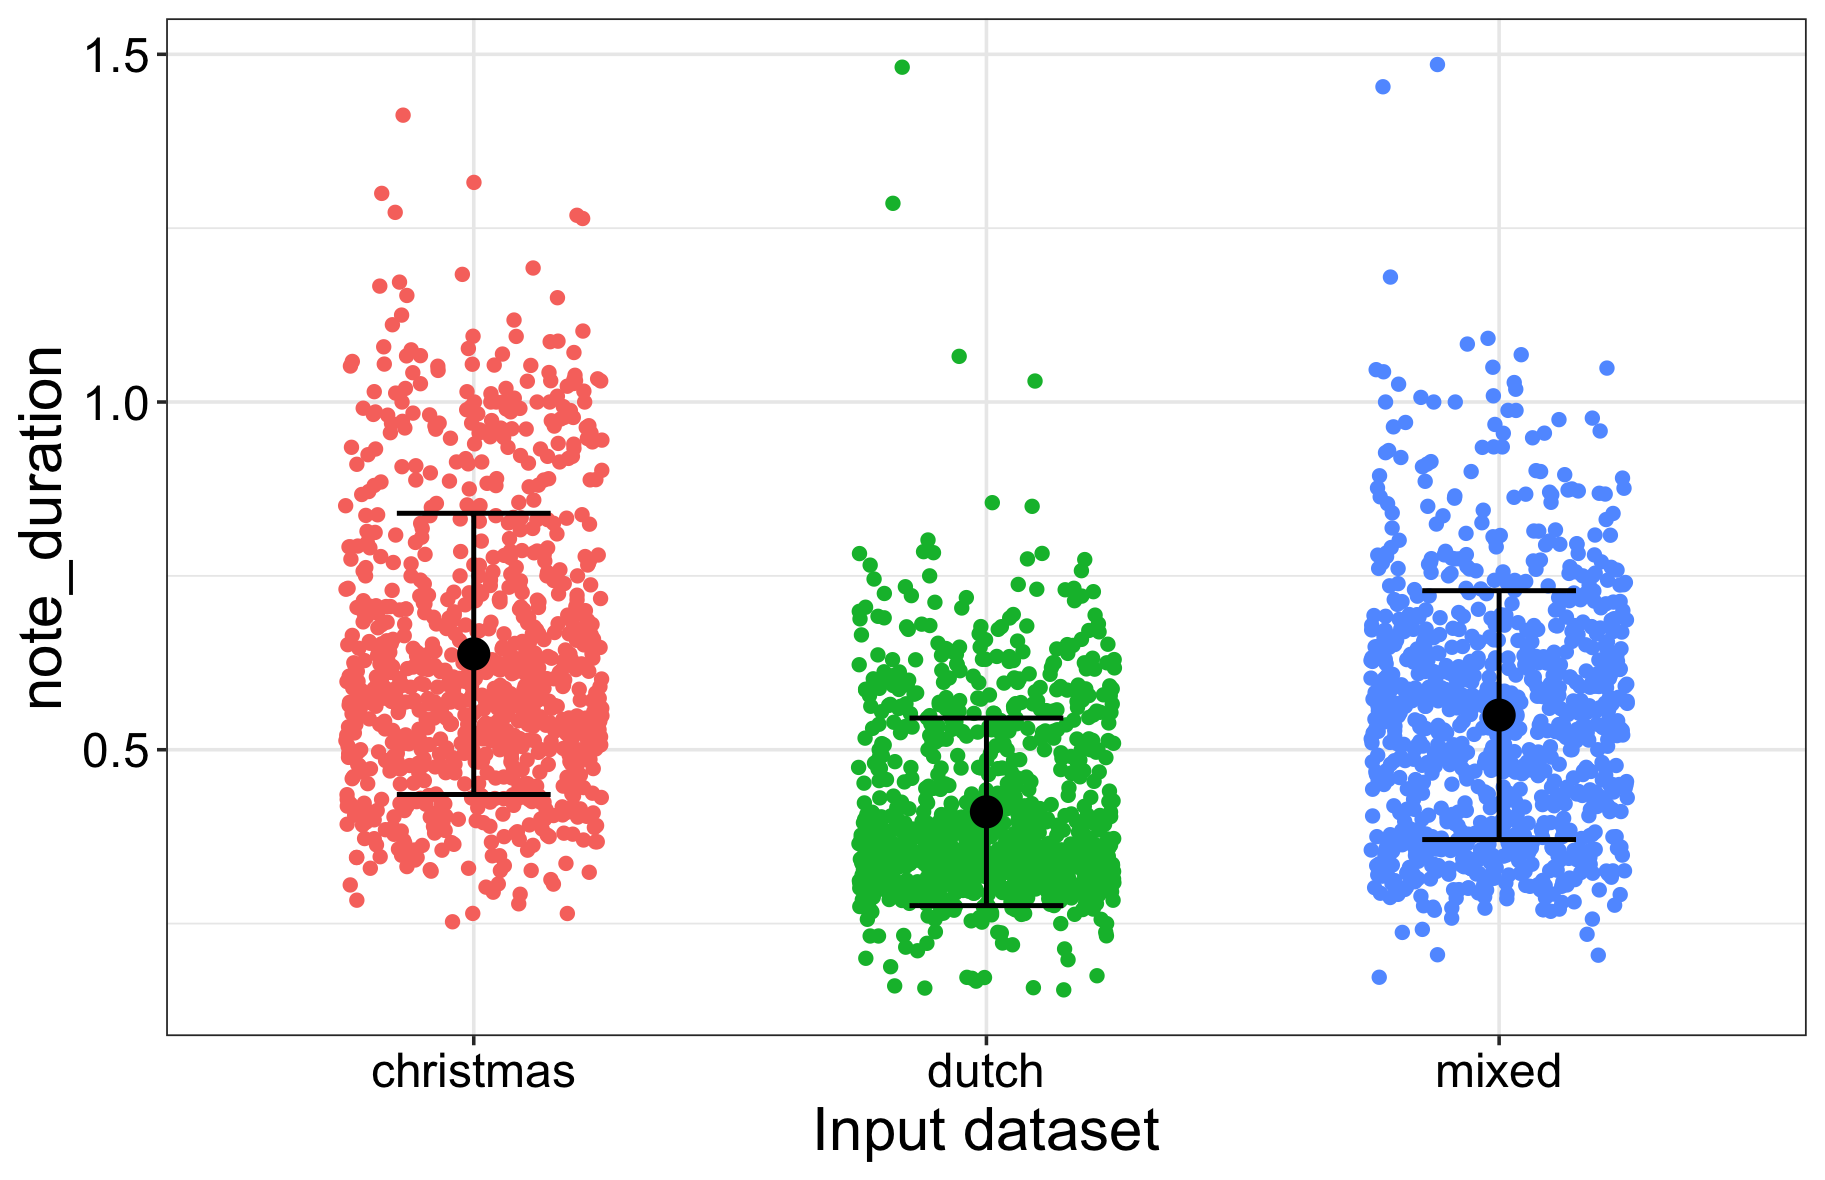 note_duration
1.5
1.0
0.5
christmas dutch mixed
Input dataset